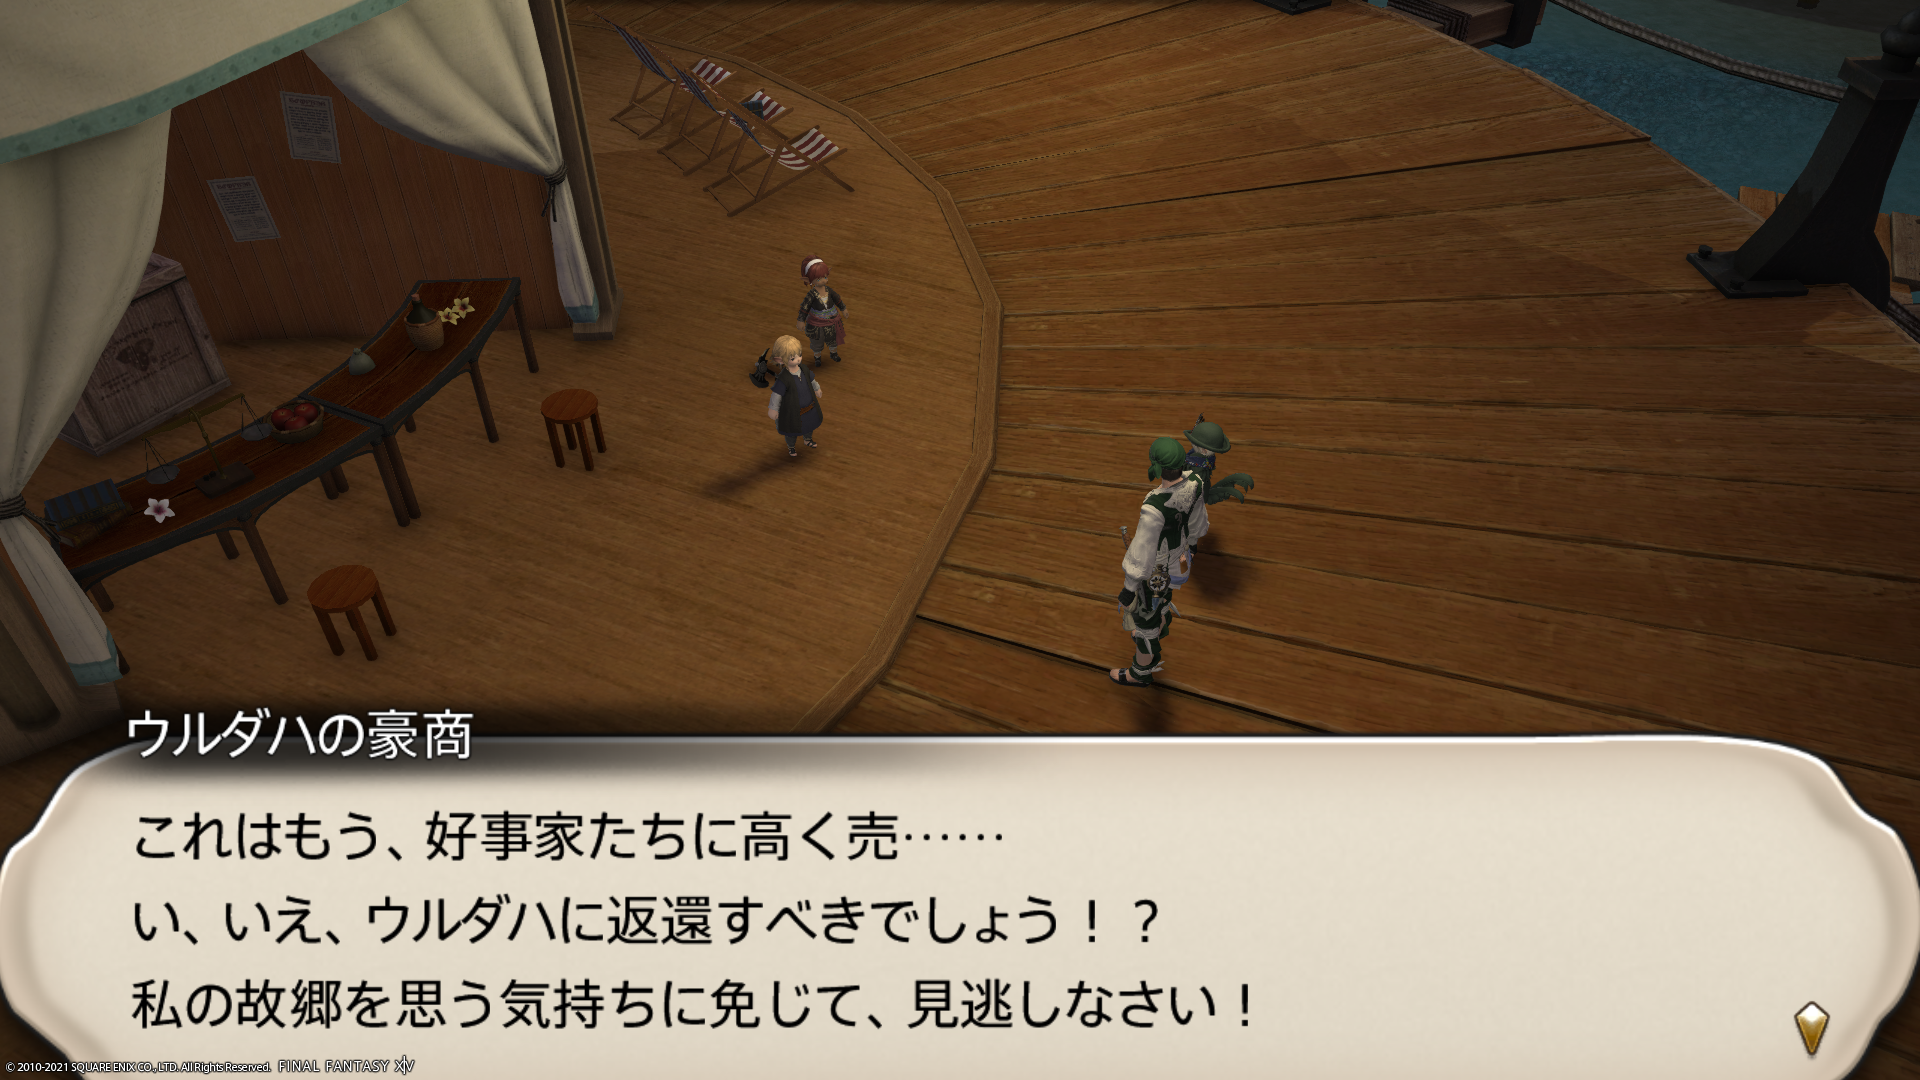 ウルダハの豪商
これはもう、好事家たちに高く売……
い、いえ、ウルダハに返還すべきでしょう！？
私の故郷を思う気持ちに免じて、見逃しなさい！
© 2010-2021 SQUARE ENIX CO., LTD. All Rights Reserved. FINAL FANTASY XIV